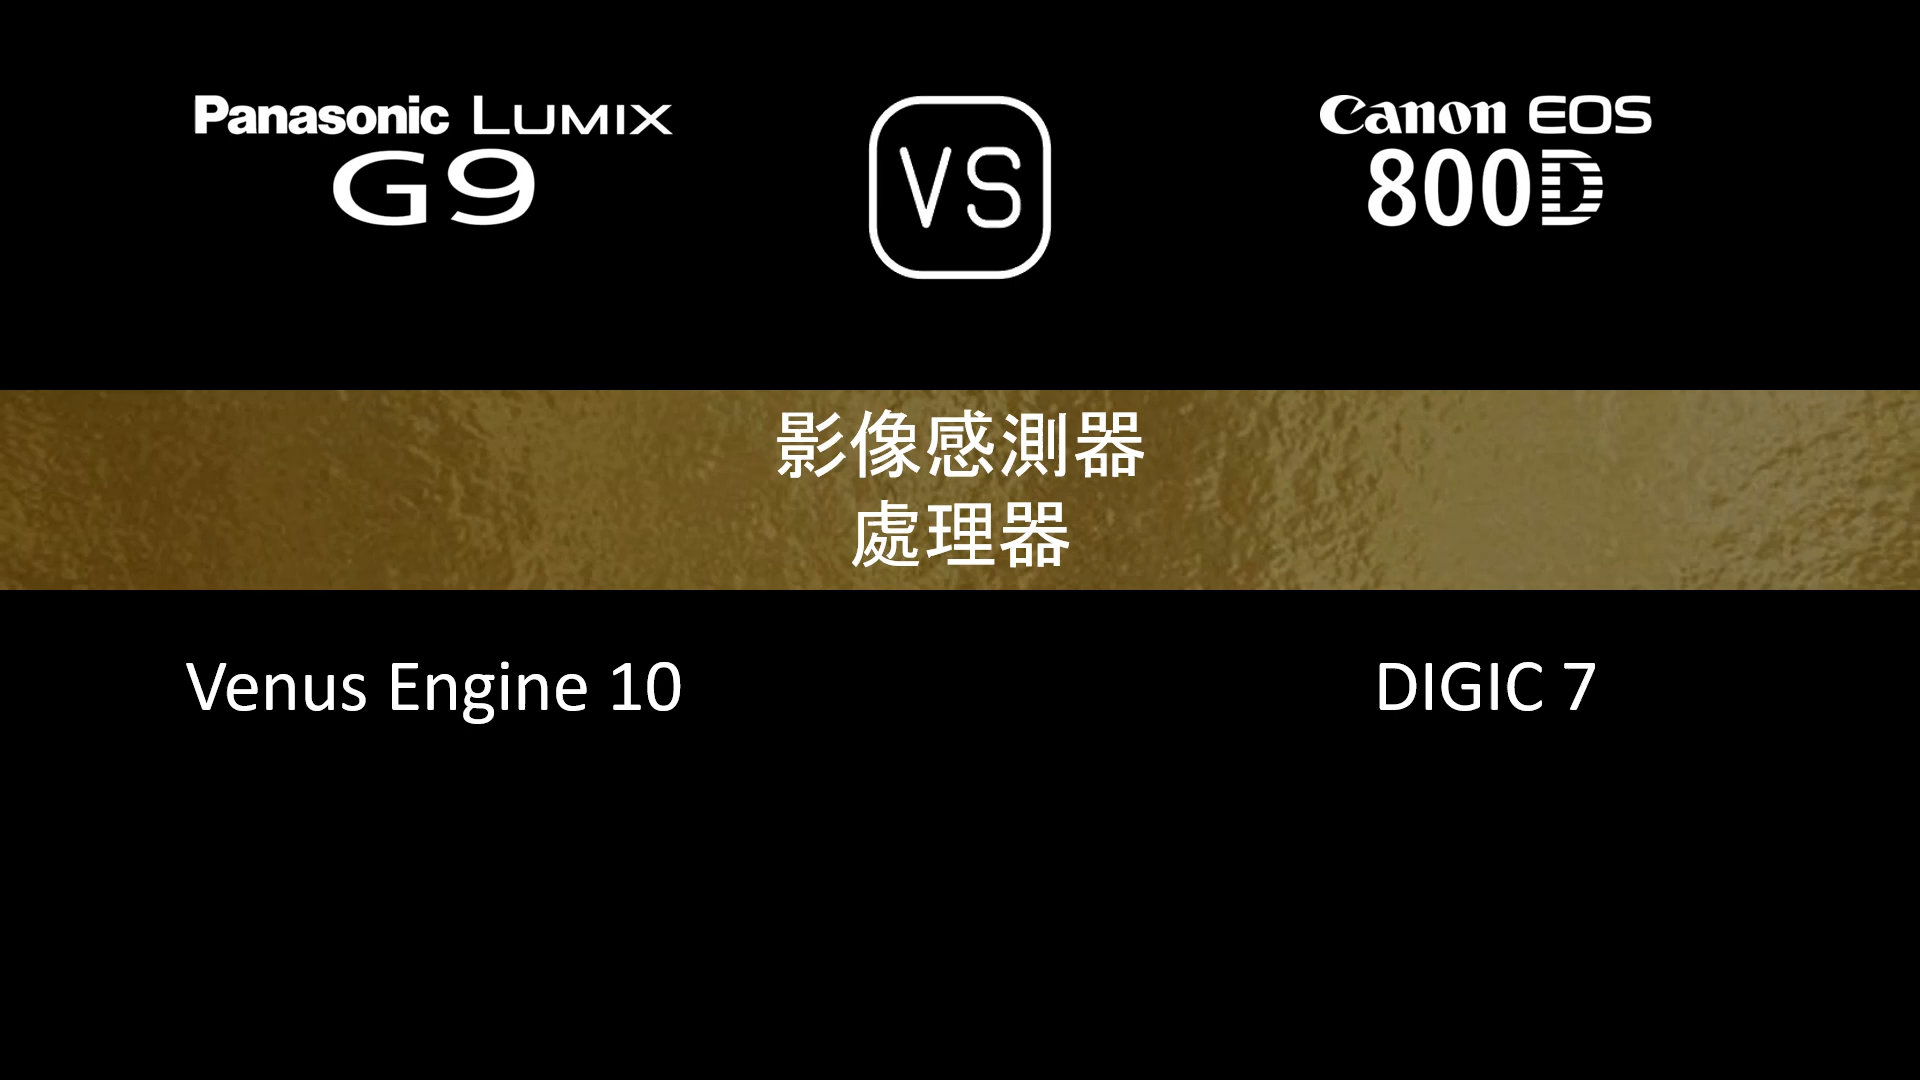 Panasonic LUMIX
G9
VS
Canon EOS
800D
影像感測器
處理器
Venus Engine 10
DIGIC 7